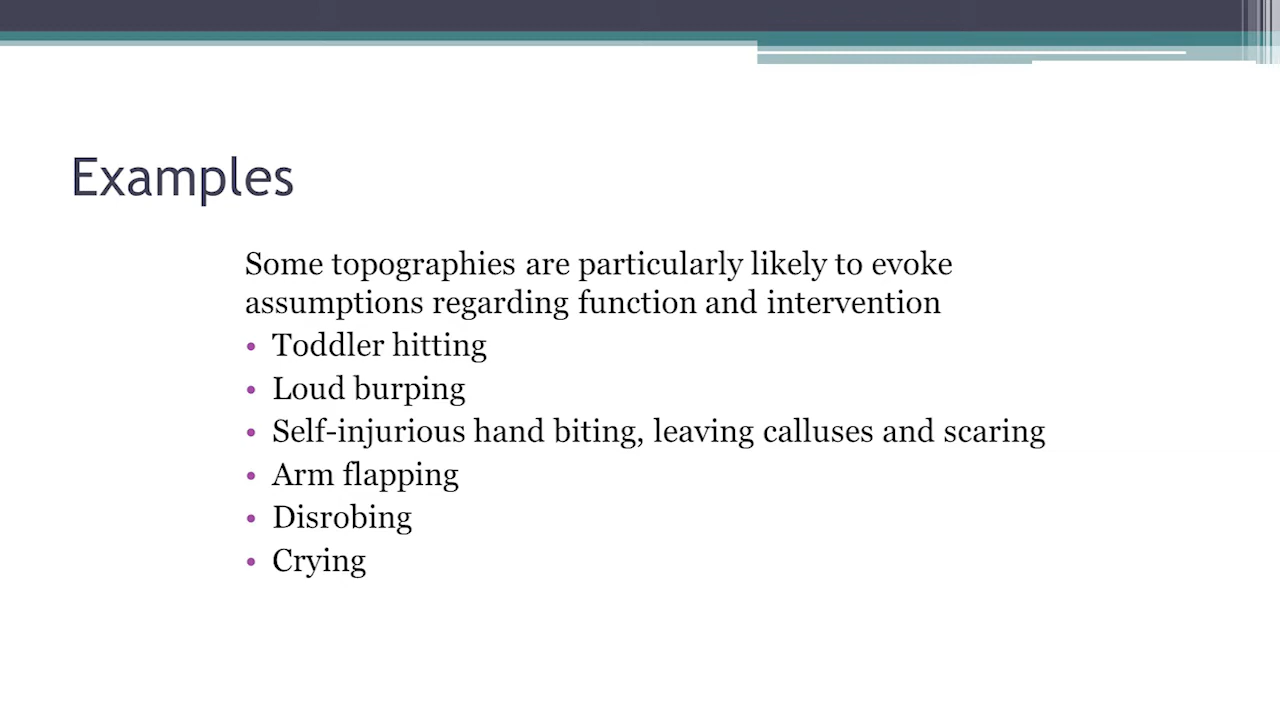 Examples
Some topographies are particularly likely to evoke
assumptions regarding function and intervention
• Toddler hitting
• Loud burping
• Self-injurious hand biting, leaving calluses and scaring
• Arm flapping
• Disrobing
• Crying